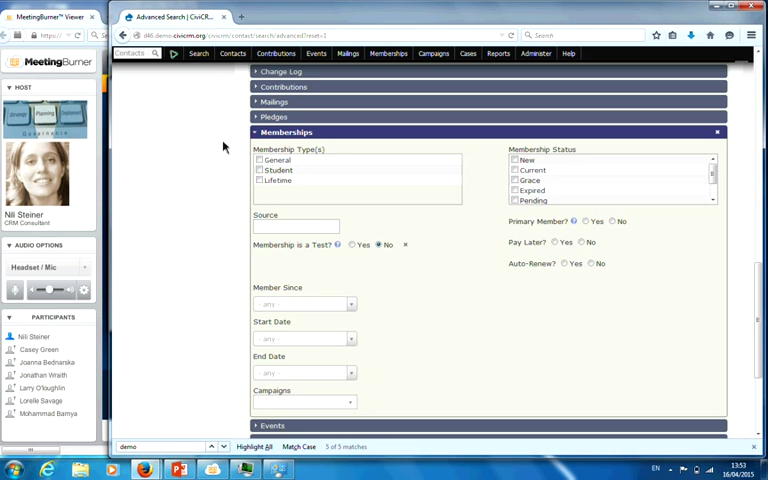 MeetingBurner™ Viewer
Advanced Search | CiviCR...
https://
d46.demo.civicrm.org/civicrm/contact/search/advanced?reset=1
Search
Contacts
Search
Contacts
Contributions
Events
Mailings
Memberships
Campaigns
Cases
Reports
Administer
Help
MeetingBurner
HOST
Strategy
Planning
Governance
Nili Steiner
CRM Consultant
AUDIO OPTIONS
Headset / Mic
PARTICIPANTS
Nili Steiner
Casey Green
Joanna Bednarska
Jonathan Wraith
Larry O'loughlin
Lorelle Savage
Mohammad Bamya
Change Log
Contributions
Mailings
Pledges
Memberships
Membership Type(s)
General
Student
Lifetime
Source
Membership is a Test?
Yes
No
Member Since
- any -
Start Date
- any -
End Date
- any -
Campaigns
Membership Status
New
Current
Grace
Expired
Pending
Primary Member?
Yes
No
Pay Later?
Yes
No
Auto-Renew?
Yes
No
Events
demo
Highlight All
Match Case
5 of 5 matches
EN
13:53
16/04/2015